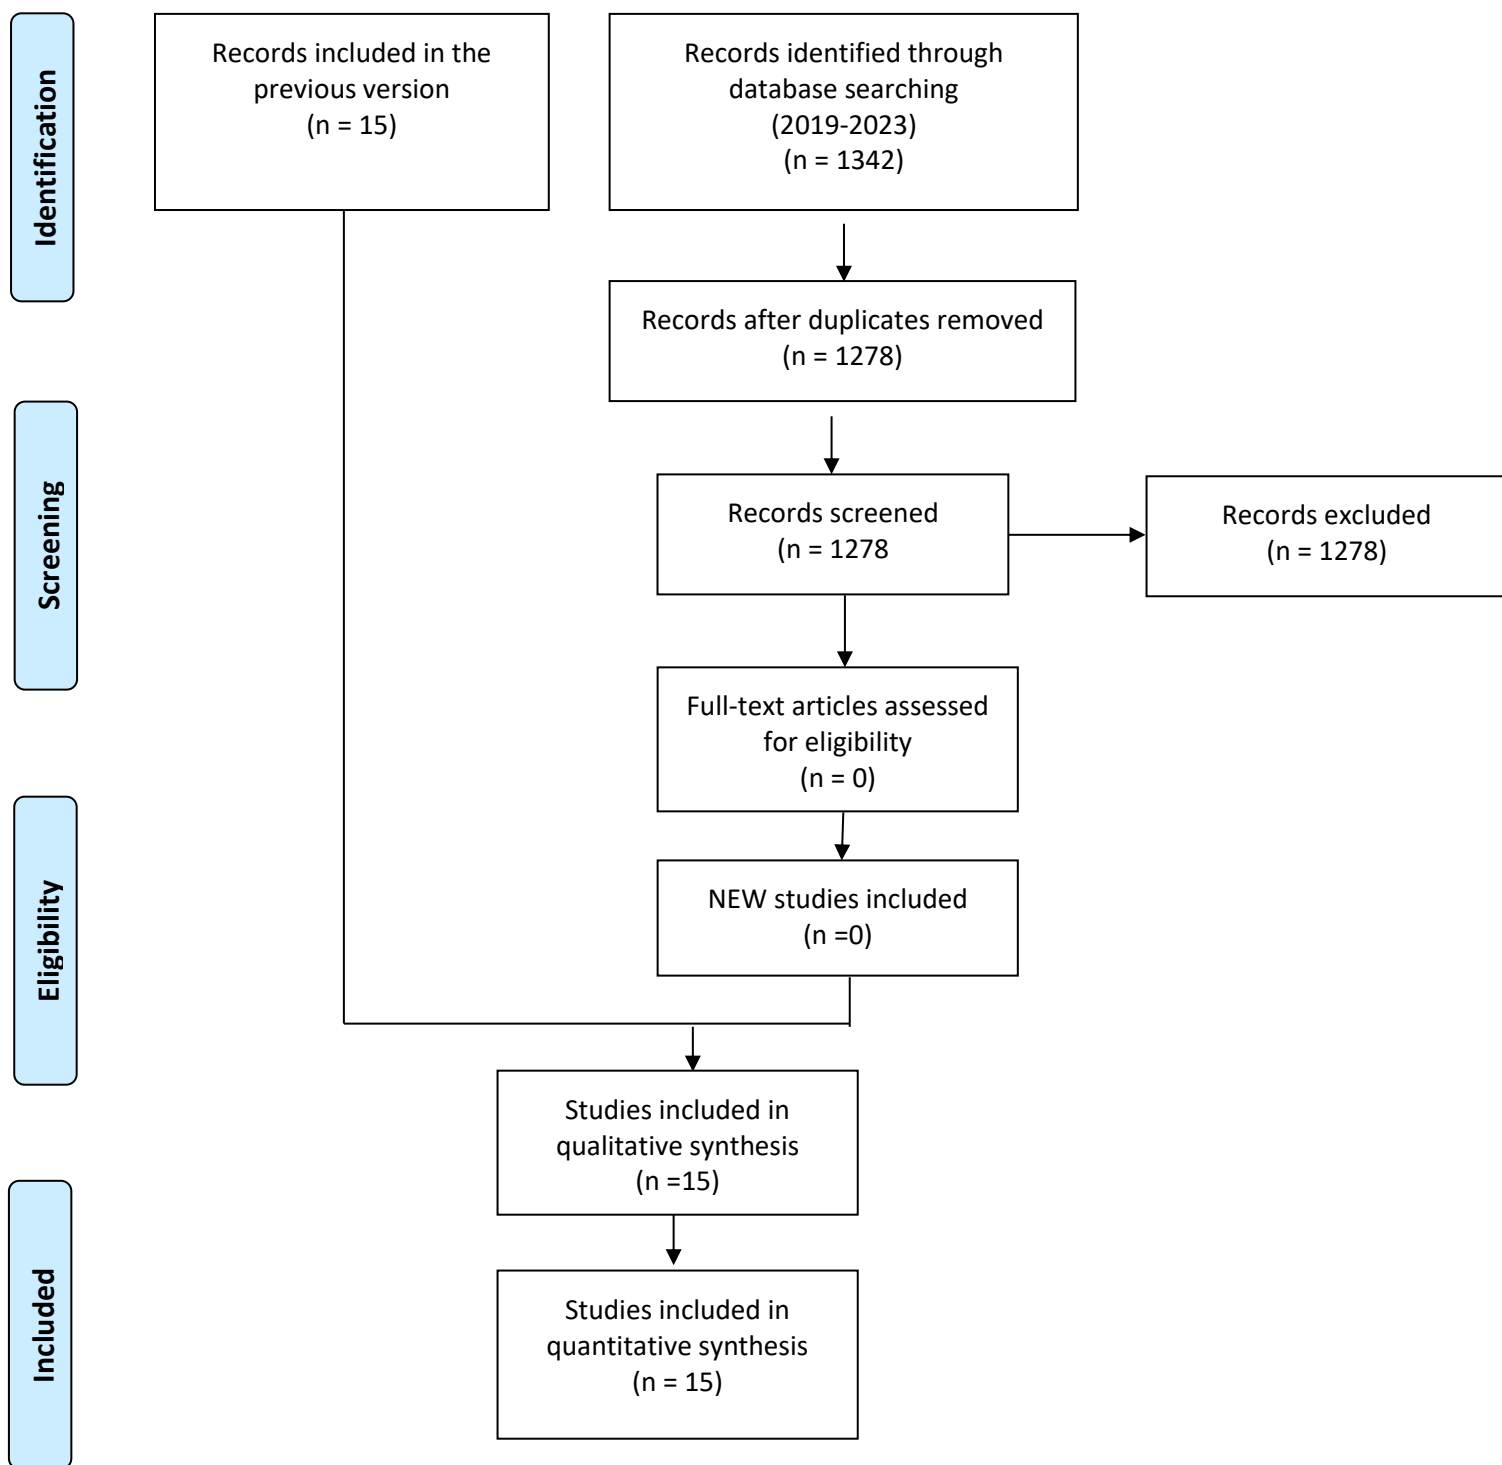 Identification
Records included in the
previous version
(n = 15)
Records identified through
database searching
(2019-2023)
(n = 1342)
Records after duplicates removed
(n = 1278)
Screening
Records screened
(n = 1278
Records excluded
(n = 1278)
Full-text articles assessed
for eligibility
(n = 0)
Eligibility
NEW studies included
(n =0)
Studies included in
qualitative synthesis
(n =15)
Included
Studies included in
quantitative synthesis
(n = 15)